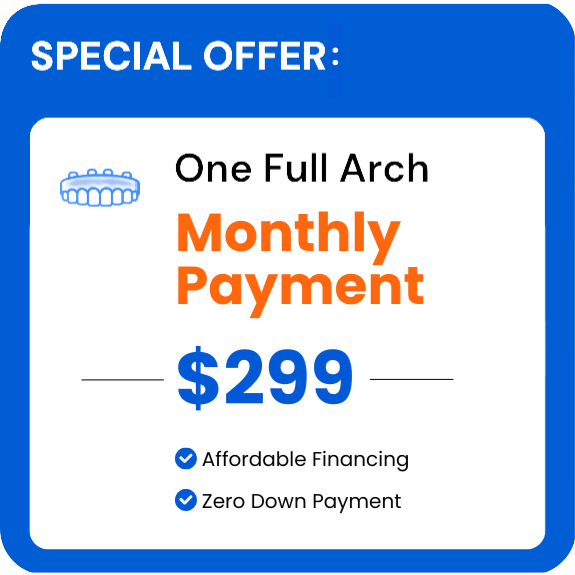 SPECIAL OFFER:
One Full Arch
Monthly
Payment
$299
Affordable Financing
Zero Down Payment